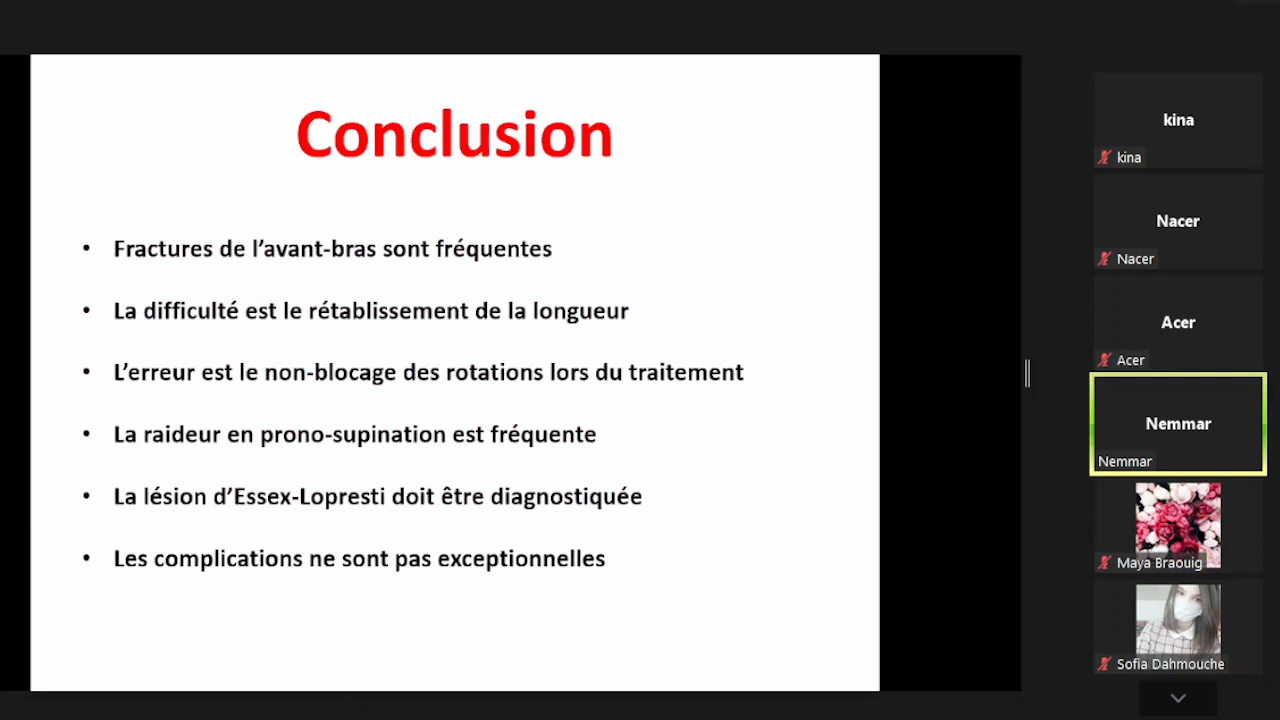 Conclusion
• Fractures de l’avant-bras sont fréquentes
• La difficulté est le rétablissement de la longueur
• L’erreur est le non-blocage des rotations lors du traitement
• La raideur en prono-supination est fréquente
• La lésion d’Essex-Lopresti doit être diagnostiquée
• Les complications ne sont pas exceptionnelles
kina
kina
Nacer
Nacer
Acer
Acer
Nemmar
Nemmar
Maya Braouig
Sofia Dahmouche